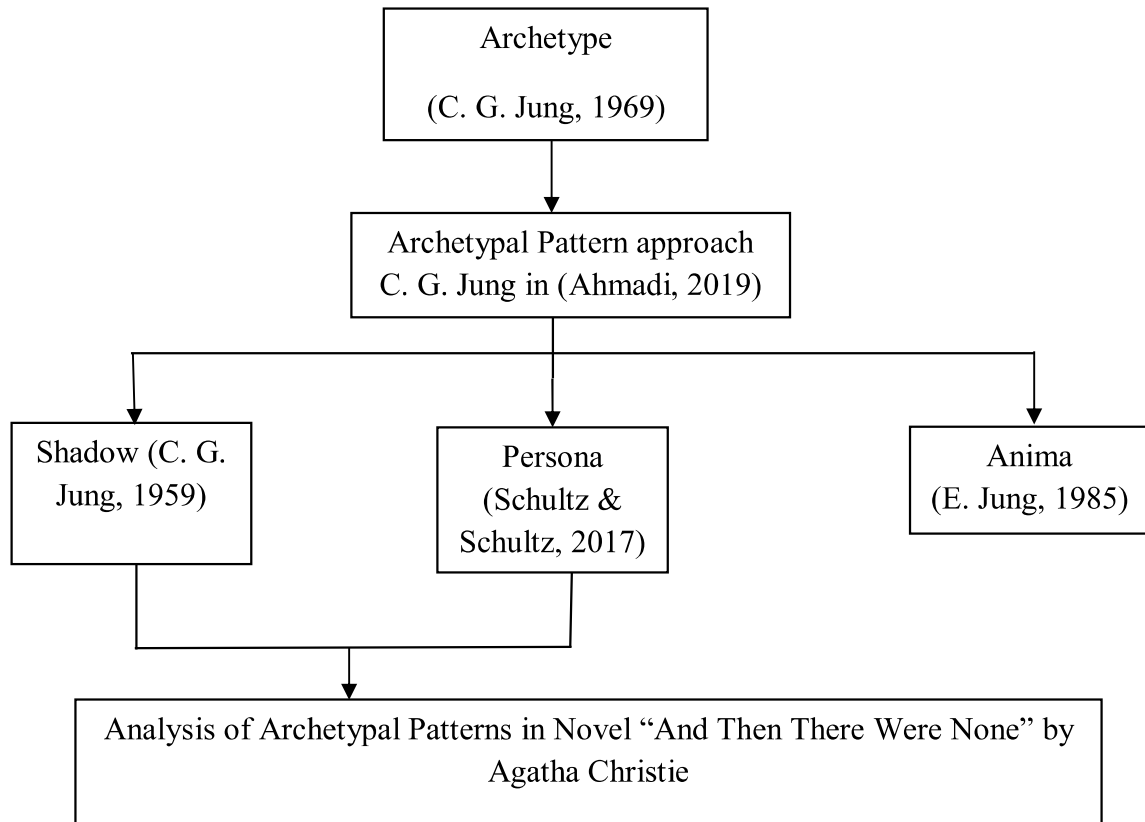 Archetype
(C. G. Jung, 1969)
Archetypal Pattern approach
C. G. Jung in (Ahmadi, 2019)
Shadow (C. G.
Jung, 1959)
Persona
(Schultz &
Schultz, 2017)
Anima
(E. Jung, 1985)
Analysis of Archetypal Patterns in Novel “And Then There Were None” by
Agatha Christie